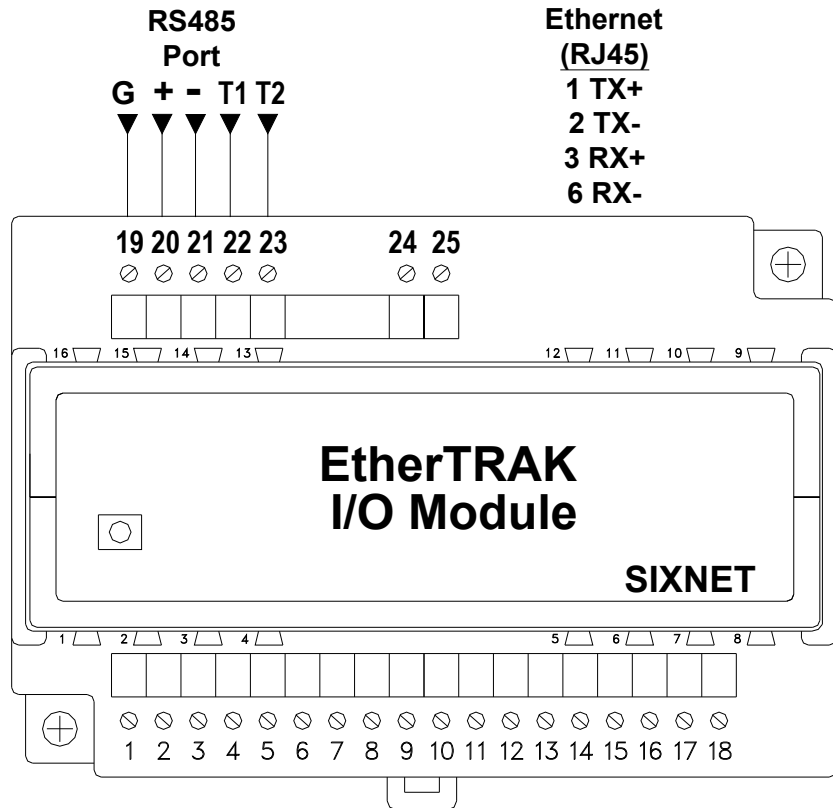 RS485
Port
G + - T1 T2
Ethernet
(RJ45)
1 TX+
2 TX-
3 RX+
6 RX-
19 20 21 22 23 24 25
16 15 14 13 12 11 10 9
EtherTRAK
I/O Module
SIXNET
1 2 3 4 5 6 7 8
1 2 3 4 5 6 7 8 9 10 11 12 13 14 15 16 17 18